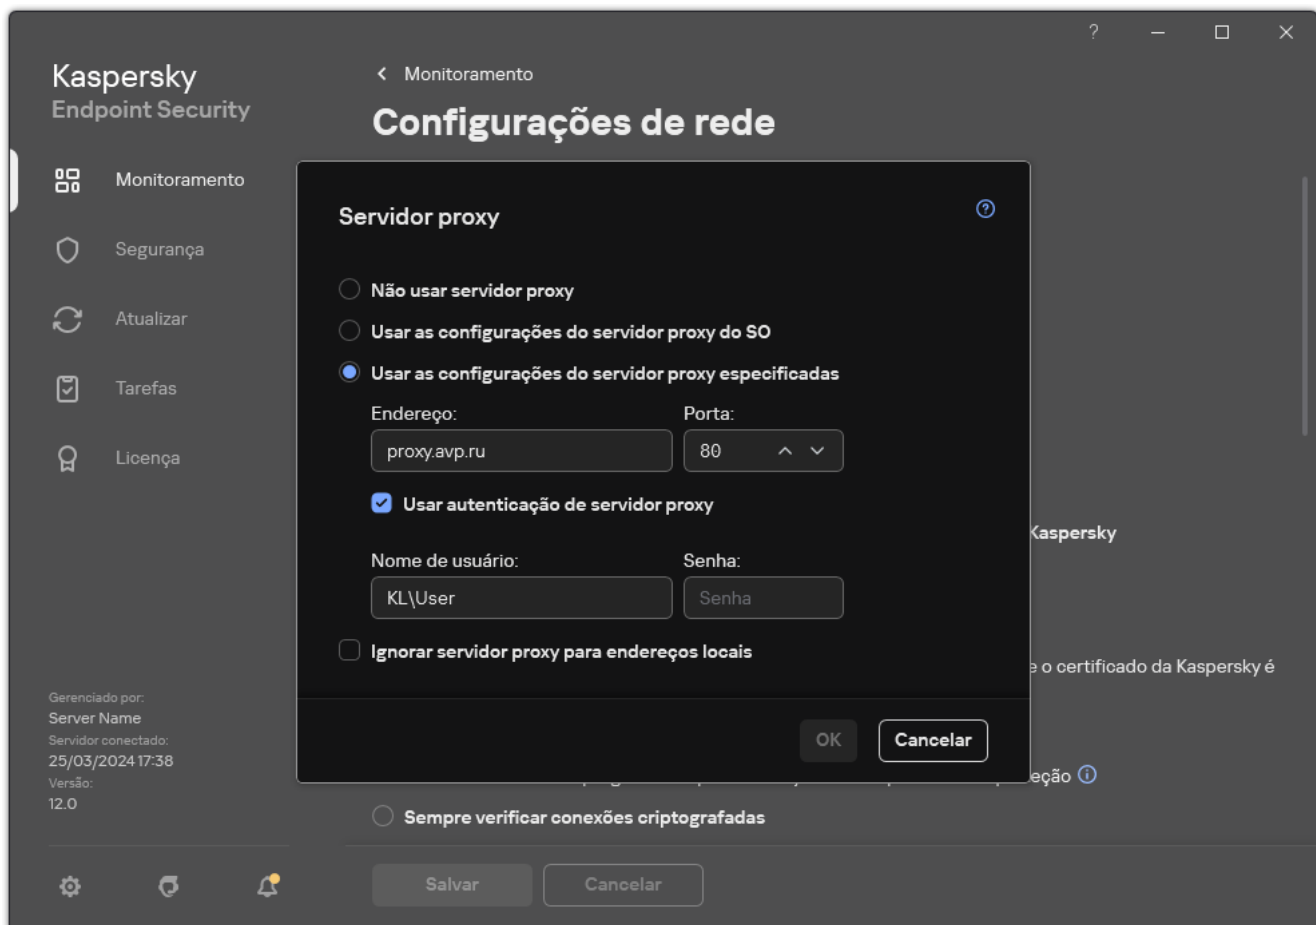 Kaspersky
Endpoint Security
Monitoramento
Segurança
Atualizar
Tarefas
Licença
Gerenciado por:
Server Name
Servidor conectado:
25/03/2024 17:38
Versão:
12.0
Monitoramento
Configurações de rede
Servidor proxy
Não usar servidor proxy
Usar as configurações do servidor proxy do SO
Usar as configurações do servidor proxy especificadas
Endereço: Porta:
proxy.avp.ru 80
Usar autenticação de servidor proxy
Nome de usuário: Senha:
KL\User Senha
Ignorar servidor proxy para endereços locais
OK Cancelar
Kaspersky
e o certificado da Kaspersky é
eção
Sempre verificar conexões criptografadas
Salvar Cancelar